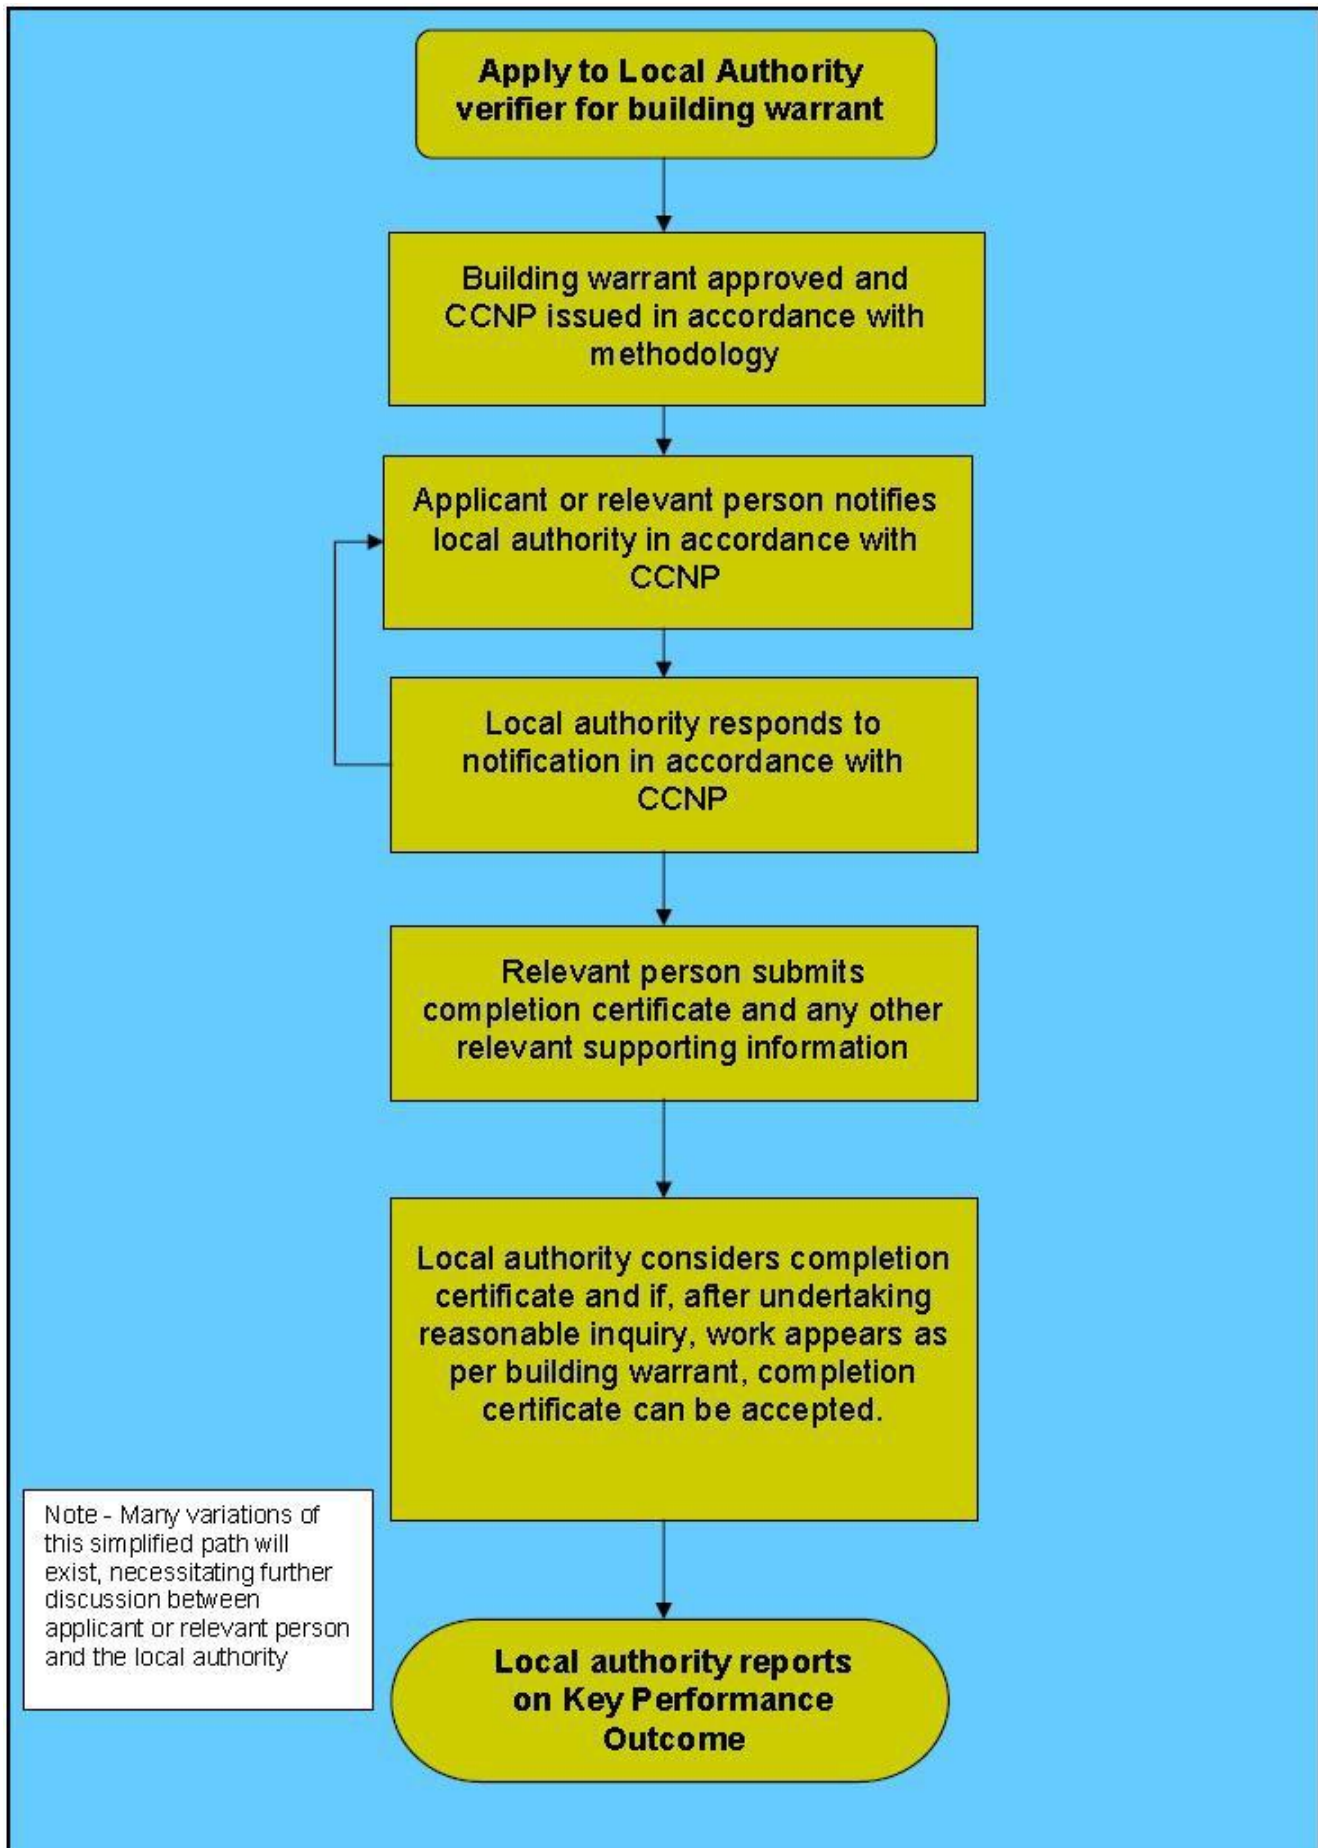 Apply to Local Authority
verifier for building warrant
Building warrant approved and
CCNP issued in accordance with
methodology
Applicant or relevant person notifies
local authority in accordance with
CCNP
Local authority responds to
notification in accordance with
CCNP
Relevant person submits
completion certificate and any other
relevant supporting information
Local authority considers completion
certificate and if, after undertaking
reasonable inquiry, work appears as
per building warrant, completion
certificate can be accepted.
Note - Many variations of
this simplified path will
exist, necessitating further
discussion between
applicant or relevant person
and the local authority
Local authority reports
on Key Performance
Outcome